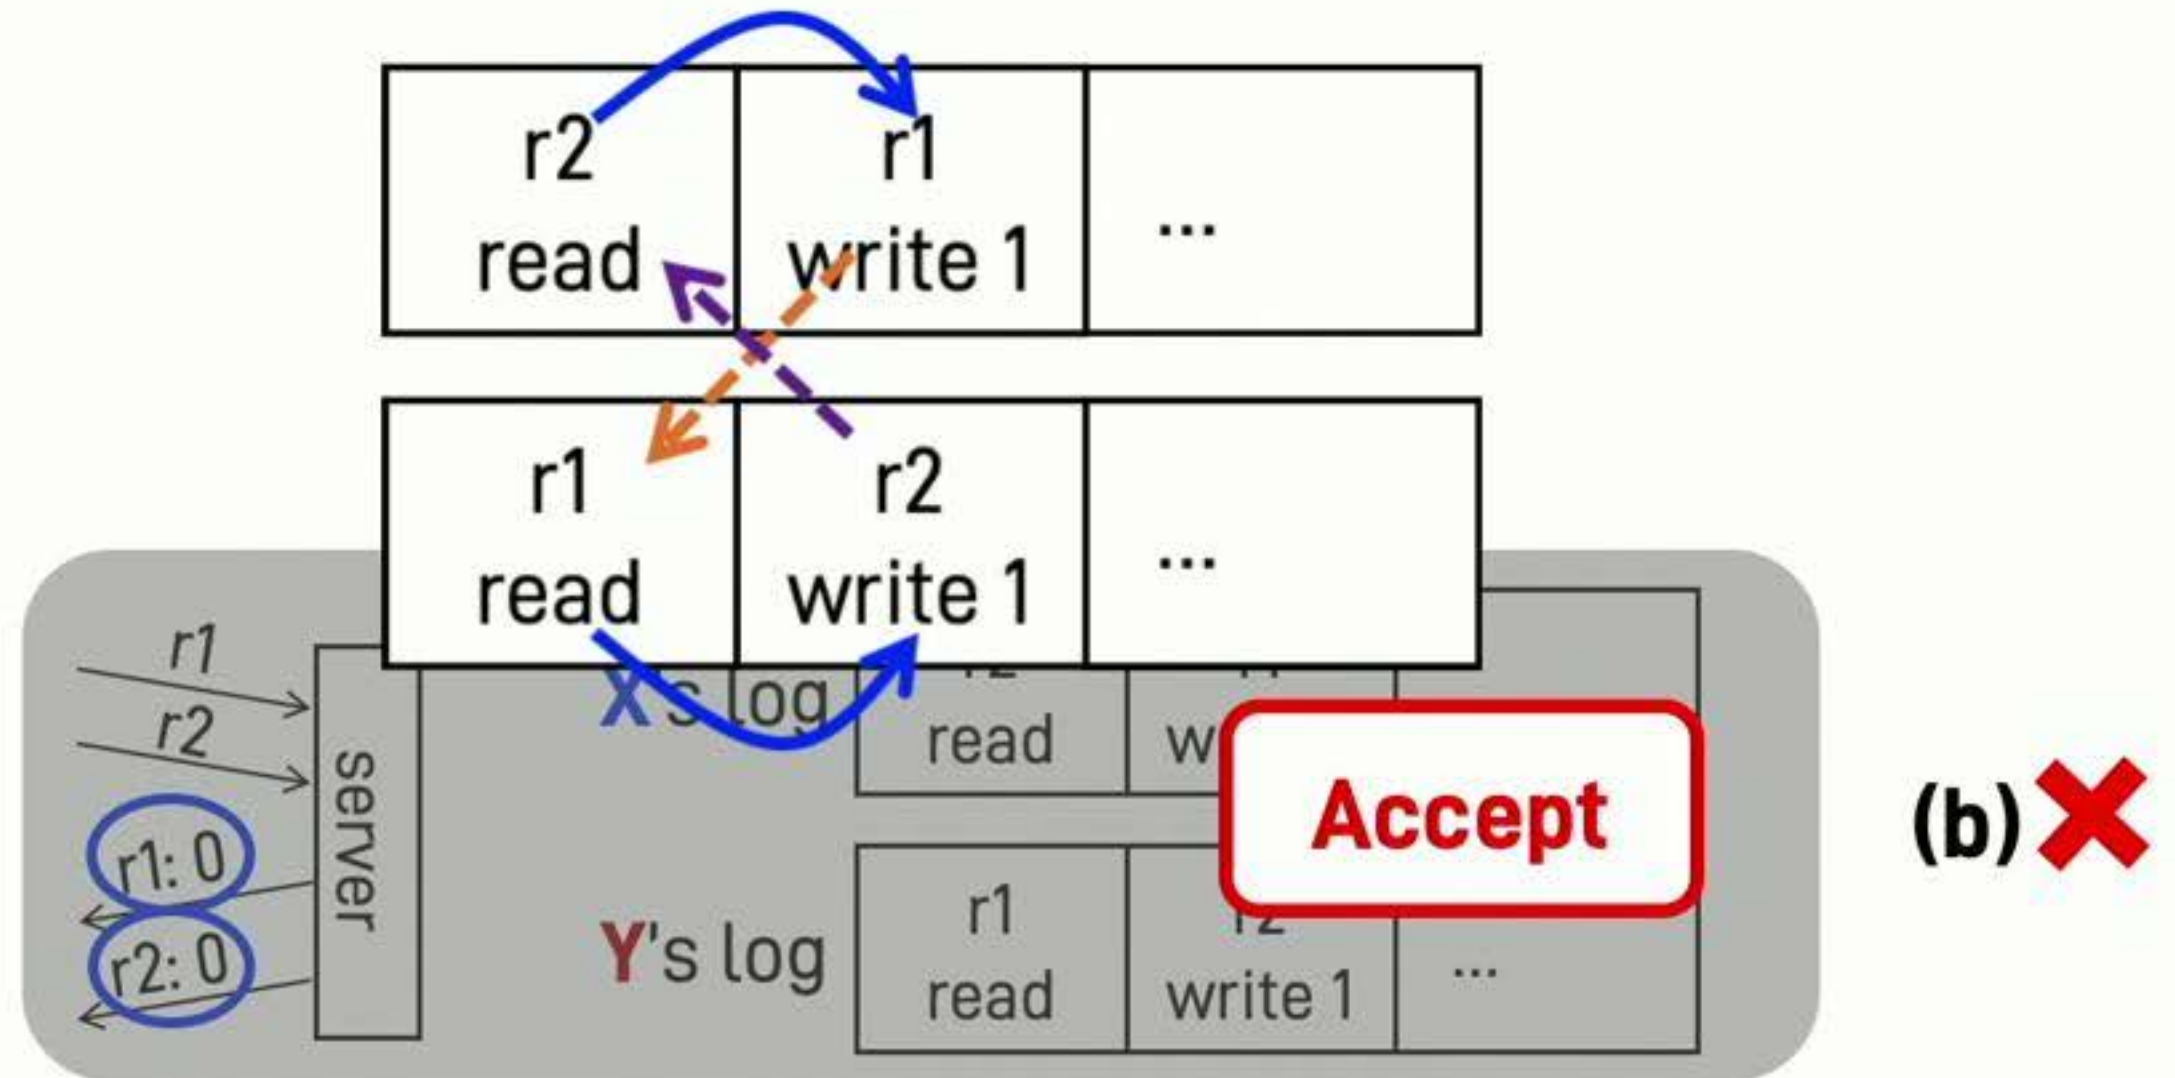 r2 r1
read write 1 ...
r1 r2
read write 1 ...
r1
r2
server
r1: 0
r2: 0
X's log
read
Accept
(b)
Y's log
r1 r2
read write 1 ...